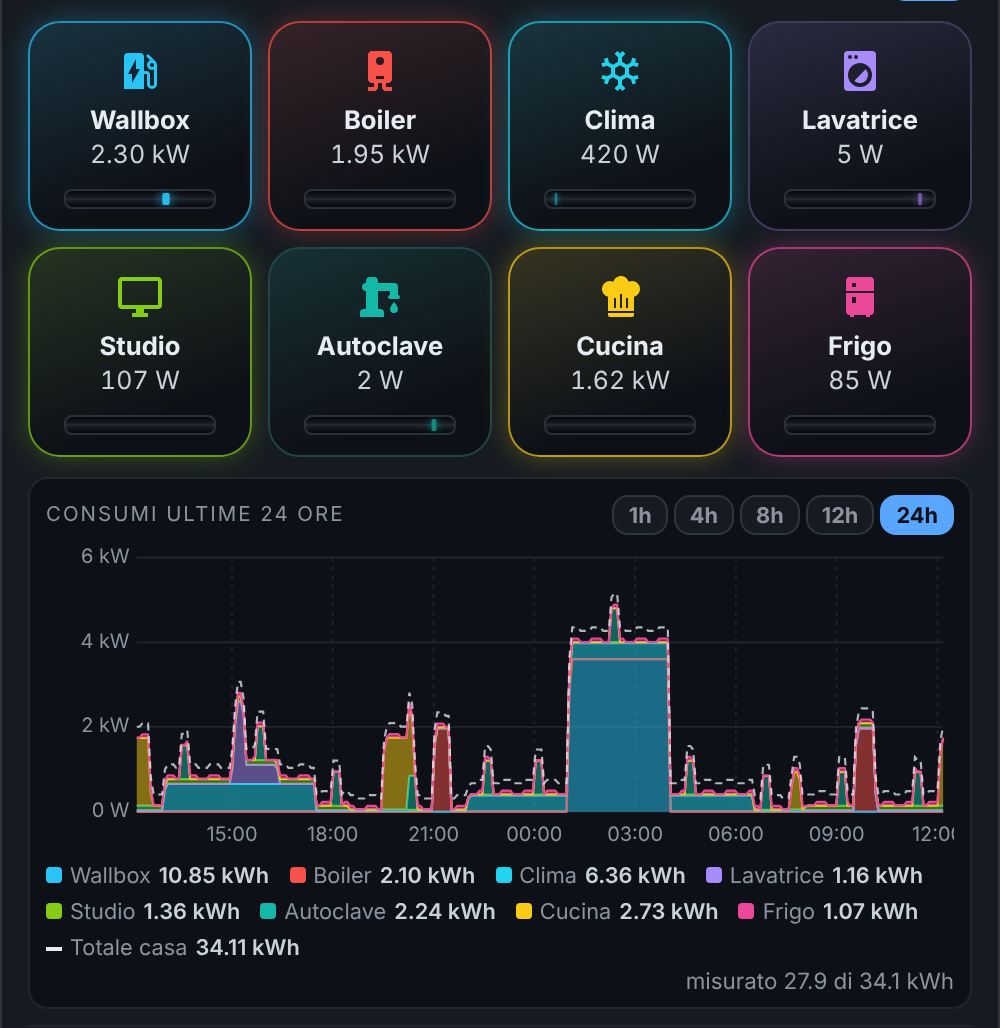 Wallbox Boiler Clima Lavatrice
2.30 kW 1.95 kW 420 W 5 W
Studio Autoclave Cucina Frigo
107 W 2 W 1.62 kW 85 W
CONSUMI ULTIME 24 ORE 1h 4h 8h 12h 24h
6 kW
4 kW
2 kW
0 W
15:00 18:00 21:00 00:00 03:00 06:00 09:00 12:00
Wallbox 10.85 kWh Boiler 2.10 kWh Clima 6.36 kWh Lavatrice 1.16 kWh
Studio 1.36 kWh Autoclave 2.24 kWh Cucina 2.73 kWh Frigo 1.07 kWh
Totale casa 34.11 kWh
misurato 27.9 di 34.1 kWh